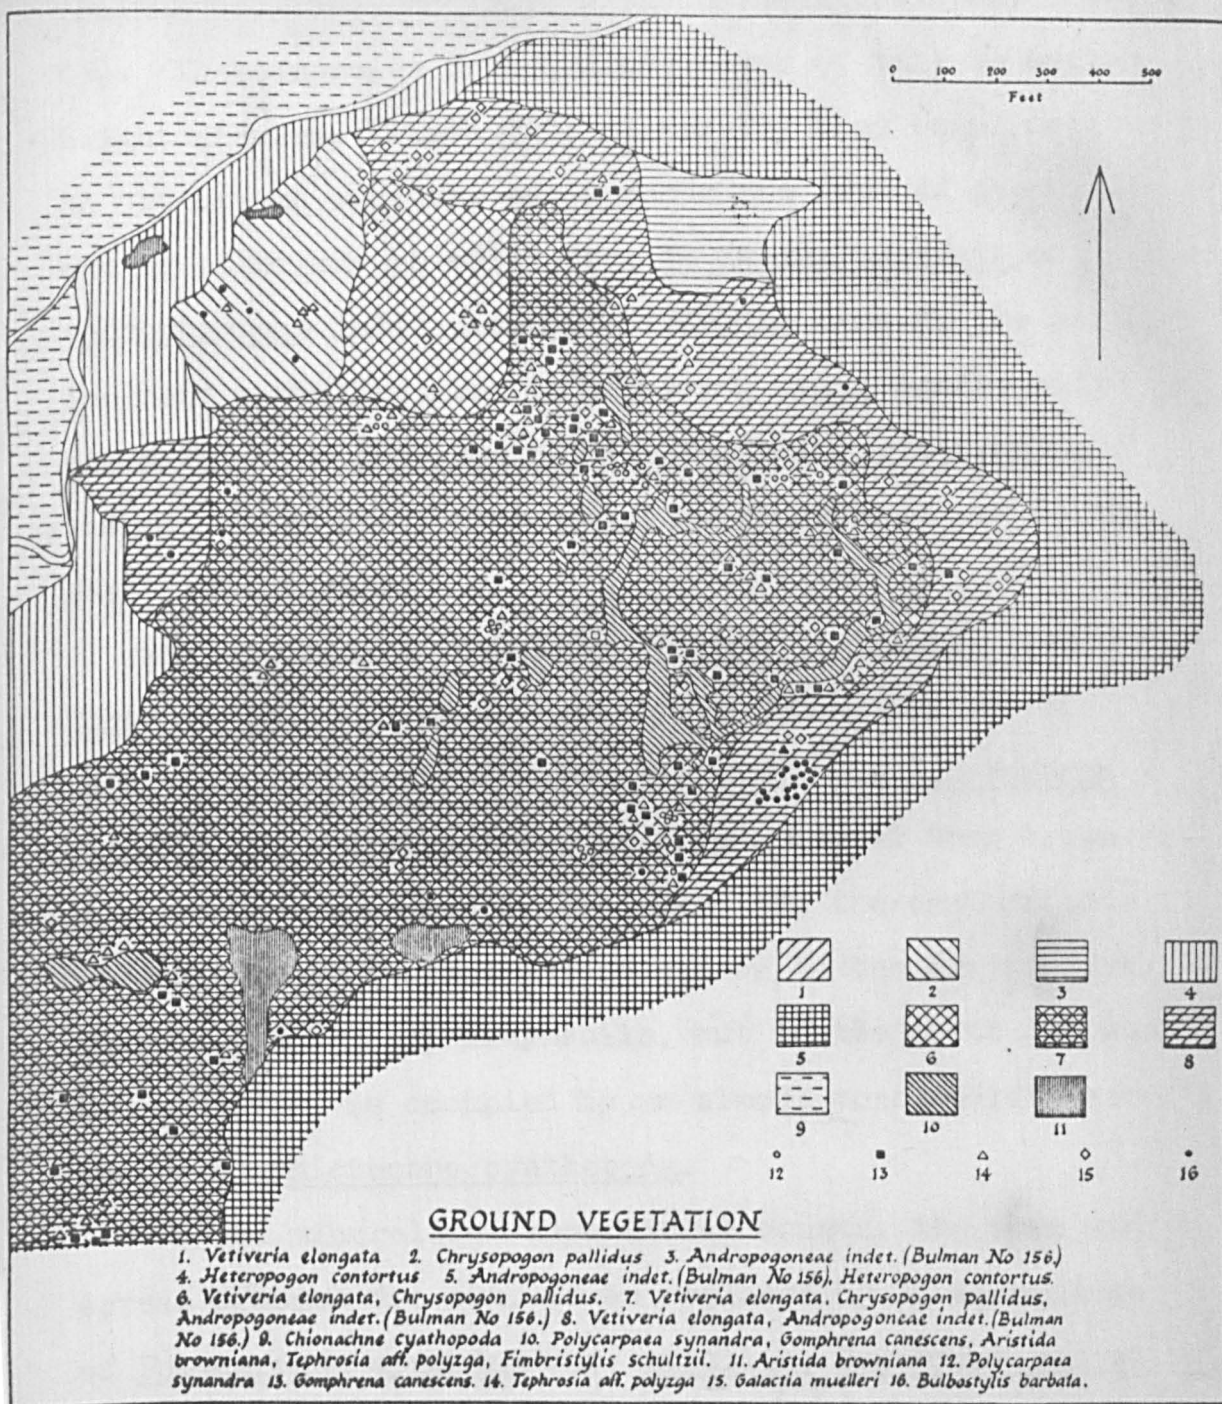 0 100 200 300 400 500
Feet
1 2 3 4
5 6 7 8
9 10 11
12 13 14 15 16
GROUND VEGETATION
1. Vetiveria elongata 2. Chrysopogon pallidus 3. Andropogoneae indet. (Bulman No 156.)
4. Heteropogon contortus 5. Andropogoneae indet. (Bulman No 156), Heteropogon contortus.
6. Vetiveria elongata, Chrysopogon pallidus. 7. Vetiveria elongata, Chrysopogon pallidus,
Andropogoneae indet. (Bulman No 156.) 8. Vetiveria elongata, Andropogoneae indet. (Bulman
No 156.) 9. Chionachne cyathopoda 10. Polycarpaea synandra, Gomphrena canescens, Aristida
browniana, Tephrosia aff. polyzga, Fimbristylis schultzii. 11. Aristida browniana 12. Polycarpaea
synandra 13. Gomphrena canescens. 14. Tephrosia aff. polyzga 15. Galactia muelleri 16. Bulbostylis barbata.